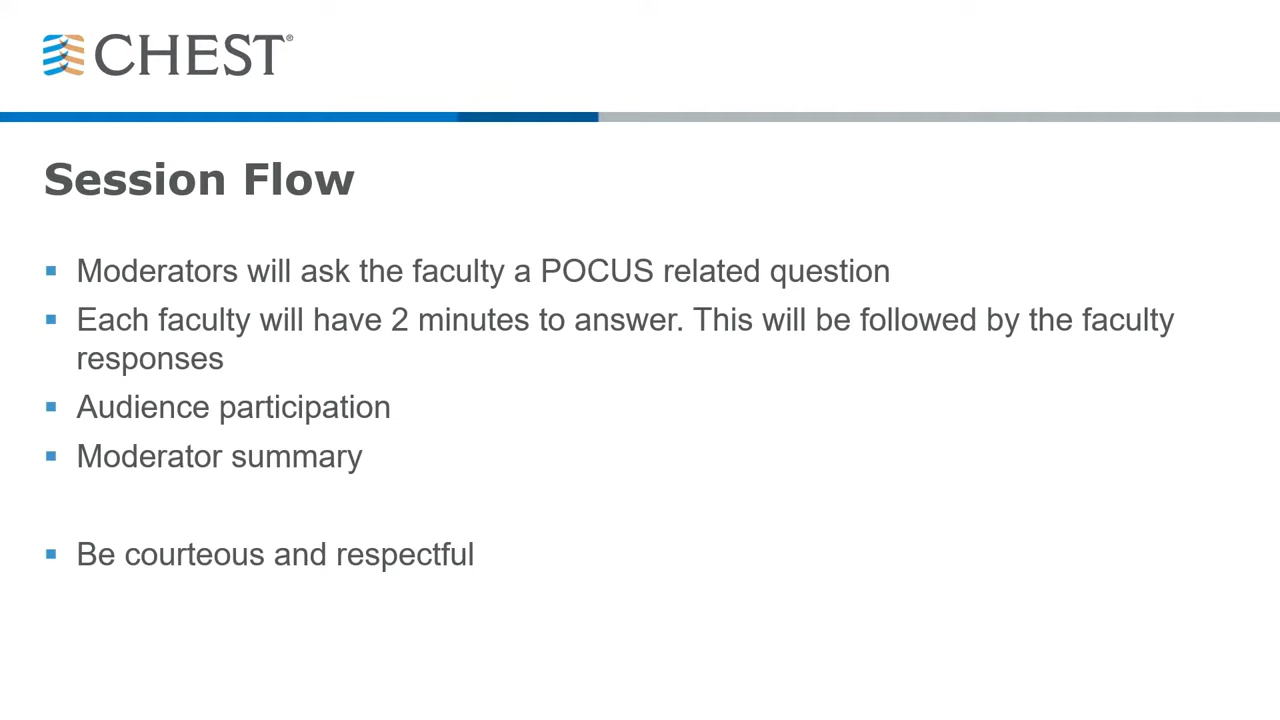 CHEST®
Session Flow
Moderators will ask the faculty a POCUS related question
Each faculty will have 2 minutes to answer. This will be followed by the faculty
responses
Audience participation
Moderator summary
Be courteous and respectful